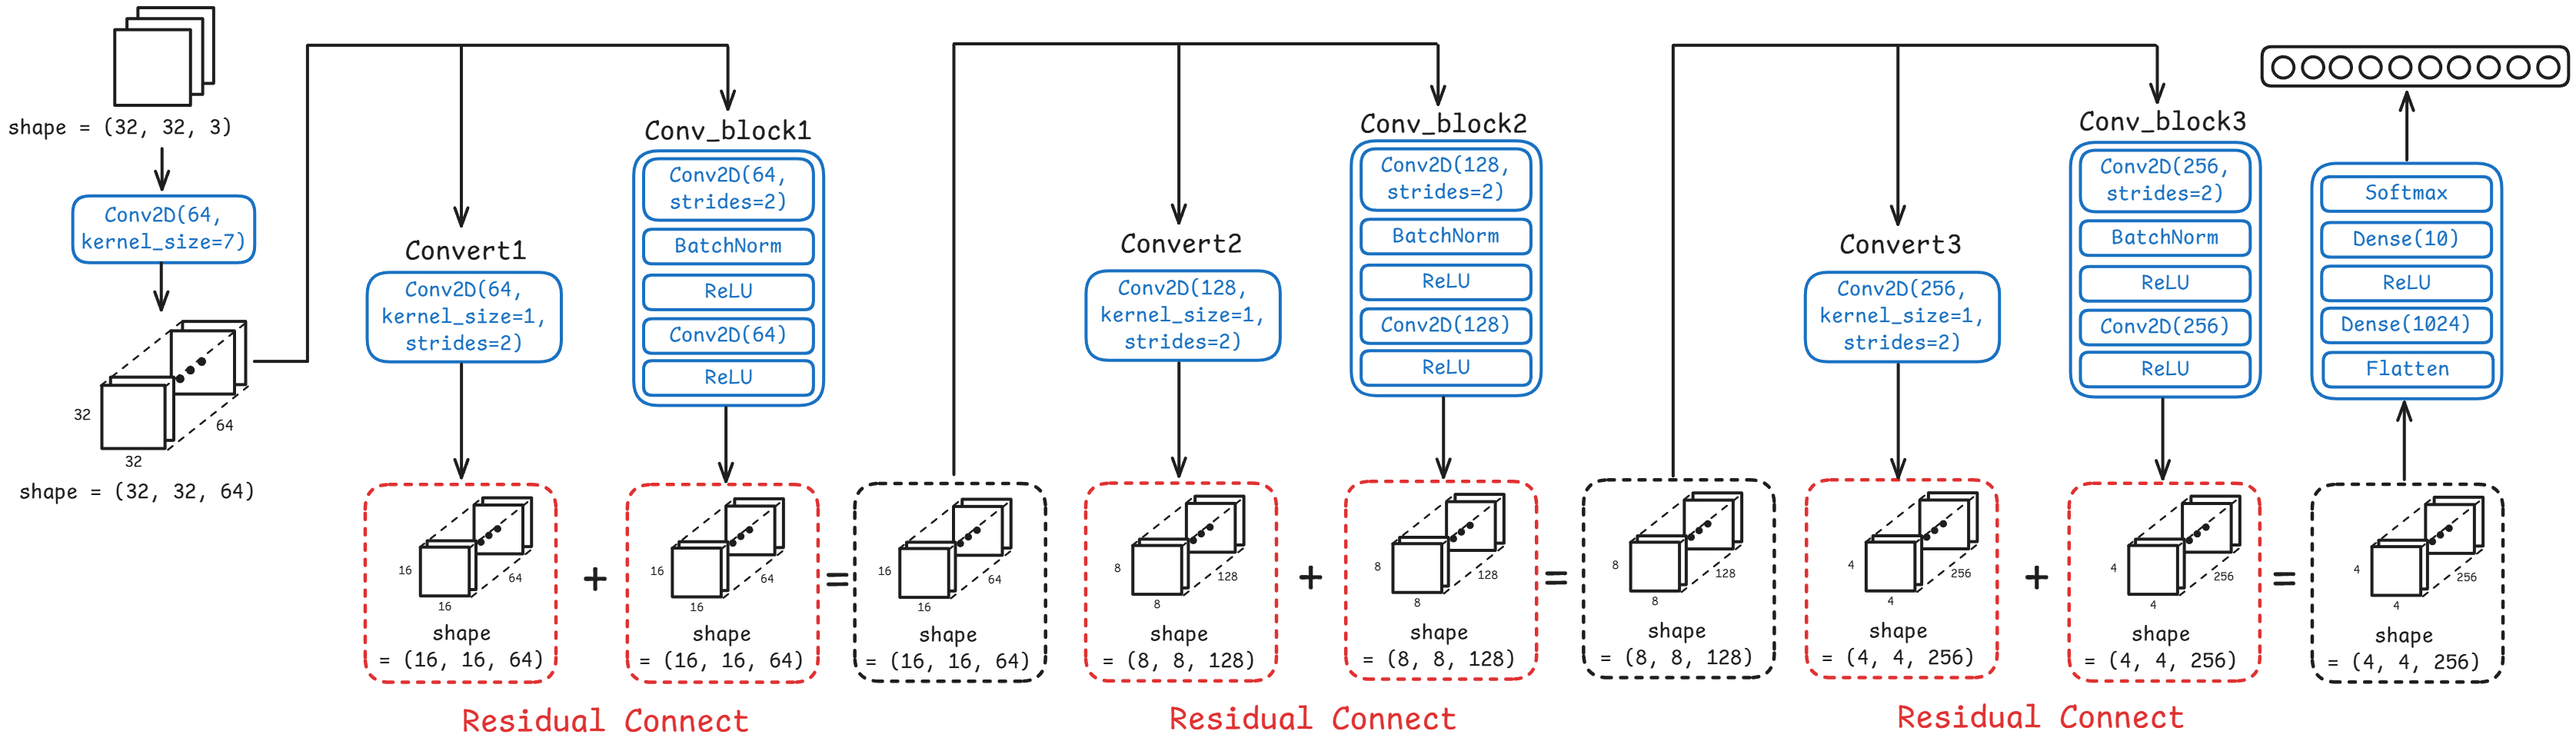 shape = (32, 32, 3)
Conv2D(64,
kernel_size=7)
32
64
32
shape = (32, 32, 64)
Convert1
Conv2D(64,
kernel_size=1,
strides=2)
Conv_block1
Conv2D(64,
strides=2)
BatchNorm
ReLU
Conv2D(64)
ReLU
16
64
16
shape
= (16, 16, 64)
+
16
64
16
shape
= (16, 16, 64)
=
16
64
16
shape
= (16, 16, 64)
Residual Connect
Convert2
Conv2D(128,
kernel_size=1,
strides=2)
Conv_block2
Conv2D(128,
strides=2)
BatchNorm
ReLU
Conv2D(128)
ReLU
8
128
8
shape
= (8, 8, 128)
+
8
128
8
shape
= (8, 8, 128)
=
8
128
8
shape
= (8, 8, 128)
Residual Connect
Convert3
Conv2D(256,
kernel_size=1,
strides=2)
Conv_block3
Conv2D(256,
strides=2)
BatchNorm
ReLU
Conv2D(256)
ReLU
4
256
4
shape
= (4, 4, 256)
+
4
256
4
shape
= (4, 4, 256)
=
4
256
4
shape
= (4, 4, 256)
Residual Connect
Softmax
Dense(10)
ReLU
Dense(1024)
Flatten